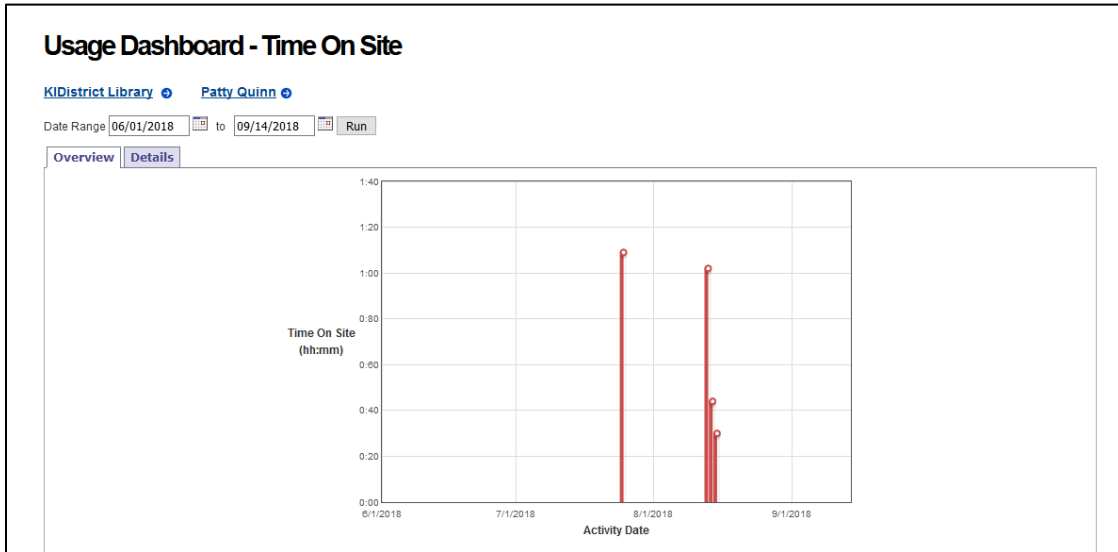 Usage Dashboard - Time On Site
KIDistrict Library Patty Quinn
Date Range 06/01/2018 to 09/14/2018 Run
Overview Details
1:40
1:20
1:00
0:80
Time On Site
(hh:mm)
0:60
0:40
0:20
0:00
6/1/2018 7/1/2018 8/1/2018 9/1/2018
Activity Date